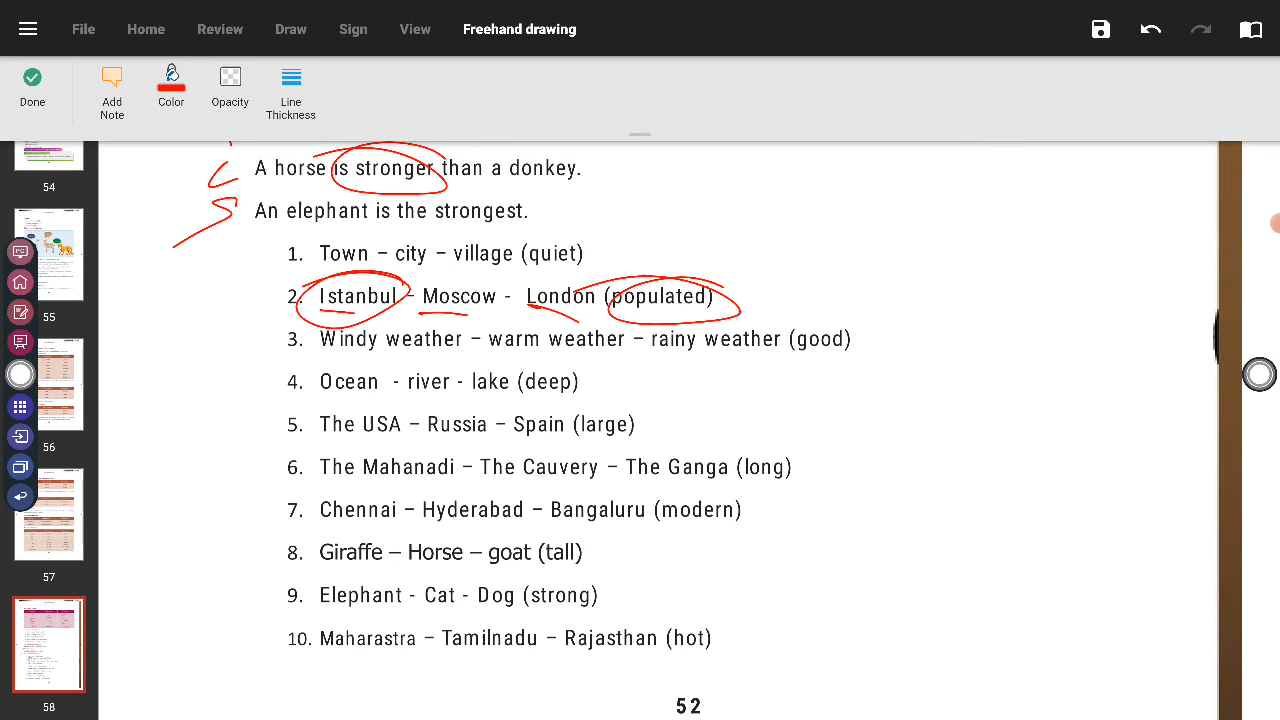 File Home Review Draw Sign View Freehand drawing
Done Add Note Color Opacity Line Thickness
54
55
56
57
58
PC
A horse is stronger than a donkey.
An elephant is the strongest.
1. Town – city – village (quiet)
2. Istanbul - Moscow - London (populated)
3. Windy weather – warm weather – rainy weather (good)
4. Ocean - river - lake (deep)
5. The USA – Russia – Spain (large)
6. The Mahanadi – The Cauvery – The Ganga (long)
7. Chennai – Hyderabad – Bangaluru (modern)
8. Giraffe – Horse – goat (tall)
9. Elephant - Cat - Dog (strong)
10. Maharastra – Tamilnadu – Rajasthan (hot)
52